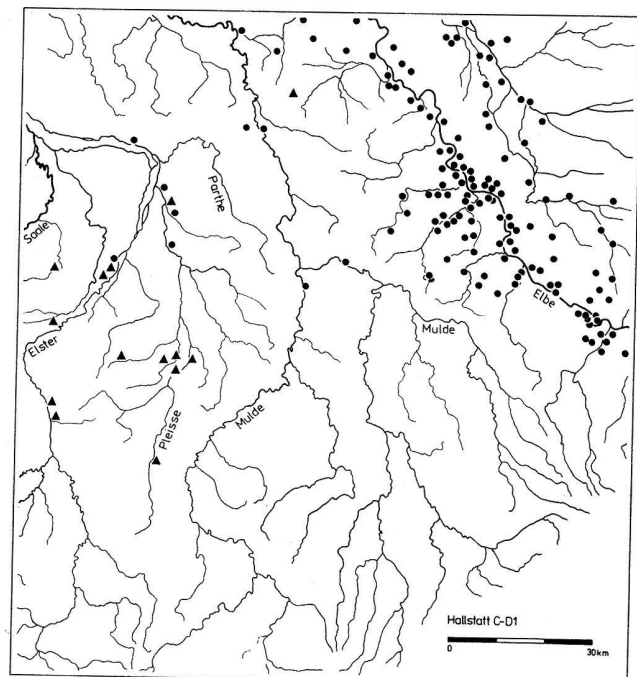 Parthe
Saale
Elster
Elbe
Mulde
Mulde
Pleisse
Hallstatt C-D1
0 30km